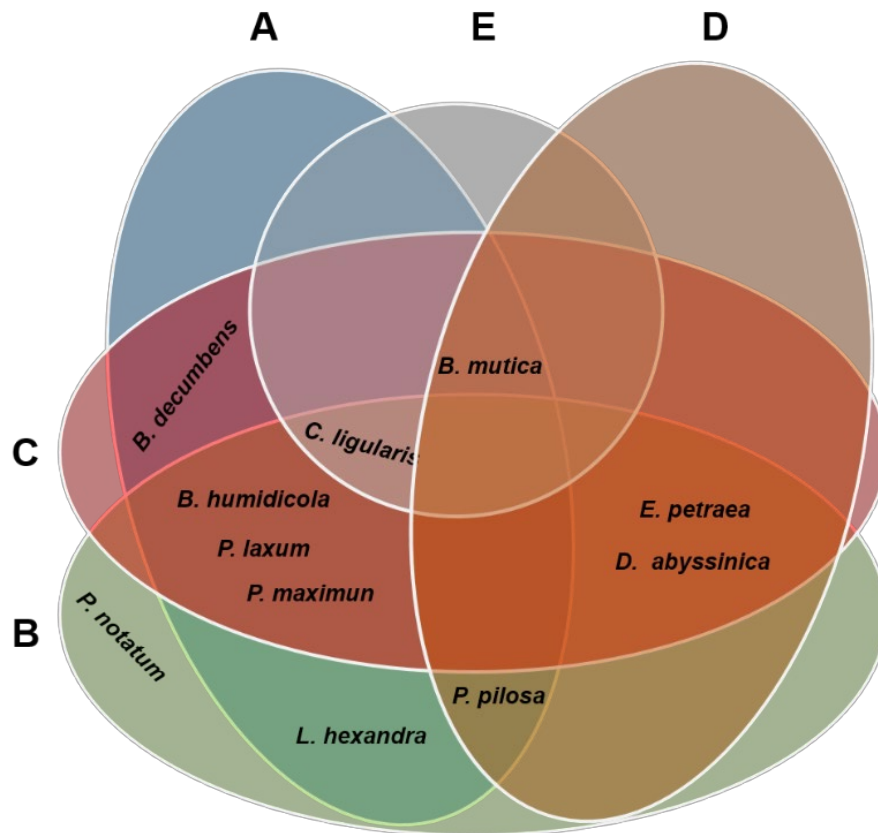 A E D
B. decumbens
B. mutica
C. ligularis
C
B. humidicola
E. petraea
P. laxum
D. abyssinica
P. maximun
P. notatum
B
P. pilosa
L. hexandra